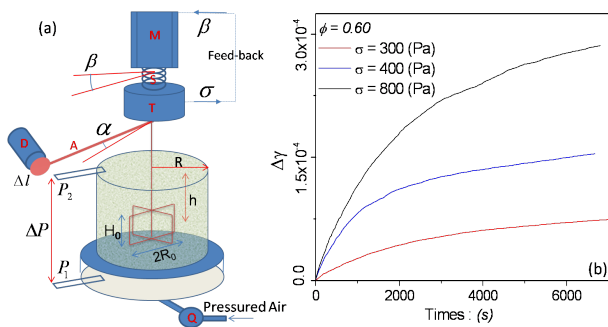 (a)
M
β
Feed-back
β
S
σ
T
D
A
α
Δl
P₂
R
h
ΔP
H₀
2R₀
P₁
Pressured Air
Q
ϕ = 0.60
σ = 300 (Pa)
σ = 400 (Pa)
σ = 800 (Pa)
3.0x10⁻⁴
1.5x10⁻⁴
0.0
Δγ
0 2000 4000 6000
Times : (s)
(b)